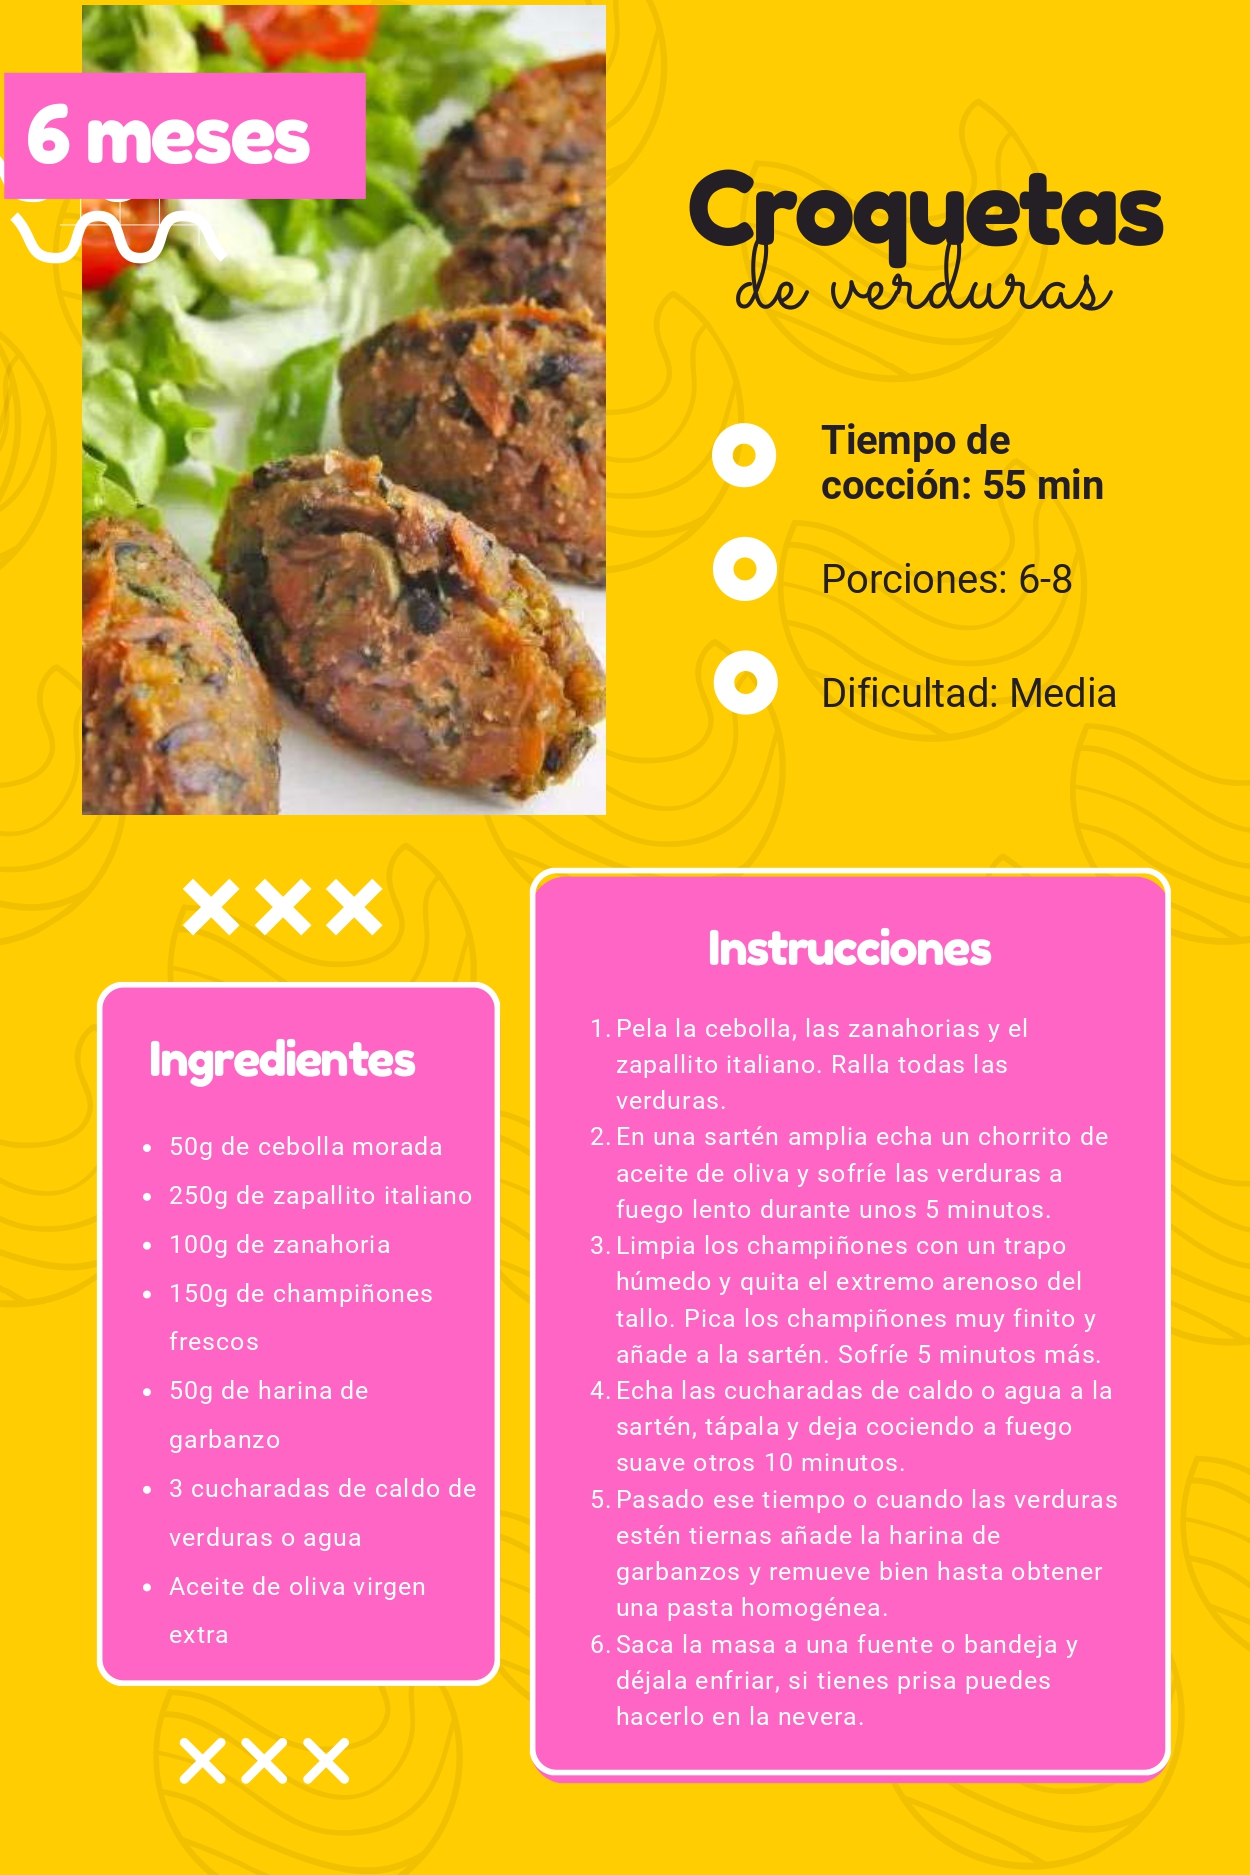 6 meses
Croquetas
de verduras
Tiempo de
cocción: 55 min
Porciones: 6-8
Dificultad: Media
Ingredientes
• 50g de cebolla morada
• 250g de zapallito italiano
• 100g de zanahoria
• 150g de champiñones
frescos
• 50g de harina de
garbanzo
• 3 cucharadas de caldo de
verduras o agua
• Aceite de oliva virgen
extra
Instrucciones
1. Pela la cebolla, las zanahorias y el
zapallito italiano. Ralla todas las
verduras.
2. En una sartén amplia echa un chorrito de
aceite de oliva y sofríe las verduras a
fuego lento durante unos 5 minutos.
3. Limpia los champiñones con un trapo
húmedo y quita el extremo arenoso del
tallo. Pica los champiñones muy finito y
añade a la sartén. Sofríe 5 minutos más.
4. Echa las cucharadas de caldo o agua a la
sartén, tápala y deja cociendo a fuego
suave otros 10 minutos.
5. Pasado ese tiempo o cuando las verduras
estén tiernas añade la harina de
garbanzos y remueve bien hasta obtener
una pasta homogénea.
6. Saca la masa a una fuente o bandeja y
déjala enfriar, si tienes prisa puedes
hacerlo en la nevera.